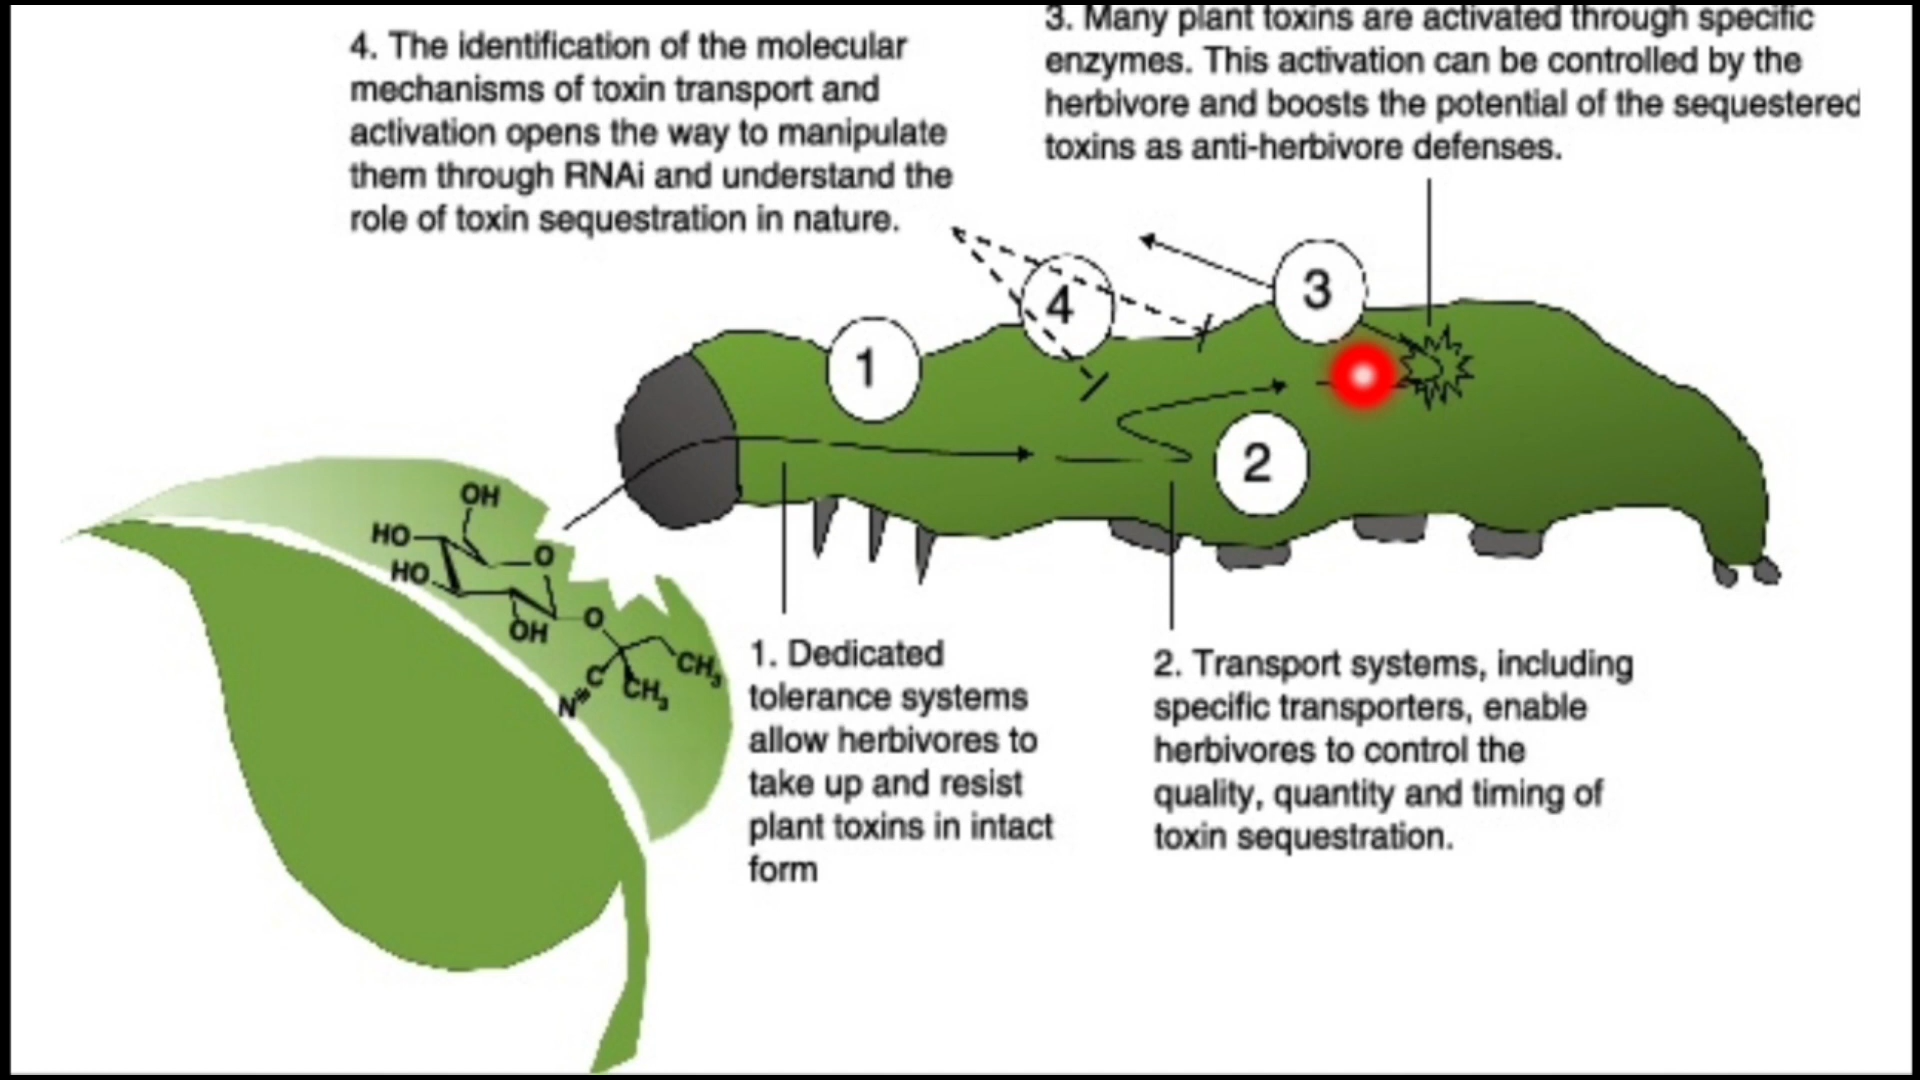 4. The identification of the molecular
mechanisms of toxin transport and
activation opens the way to manipulate
them through RNAi and understand the
role of toxin sequestration in nature.
3. Many plant toxins are activated through specific
enzymes. This activation can be controlled by the
herbivore and boosts the potential of the sequestered
toxins as anti-herbivore defenses.
4
3
1
2
OH
HO
O
HO
OH
O
C
CH3
N
CH3
1. Dedicated
tolerance systems
allow herbivores to
take up and resist
plant toxins in intact
form
2. Transport systems, including
specific transporters, enable
herbivores to control the
quality, quantity and timing of
toxin sequestration.